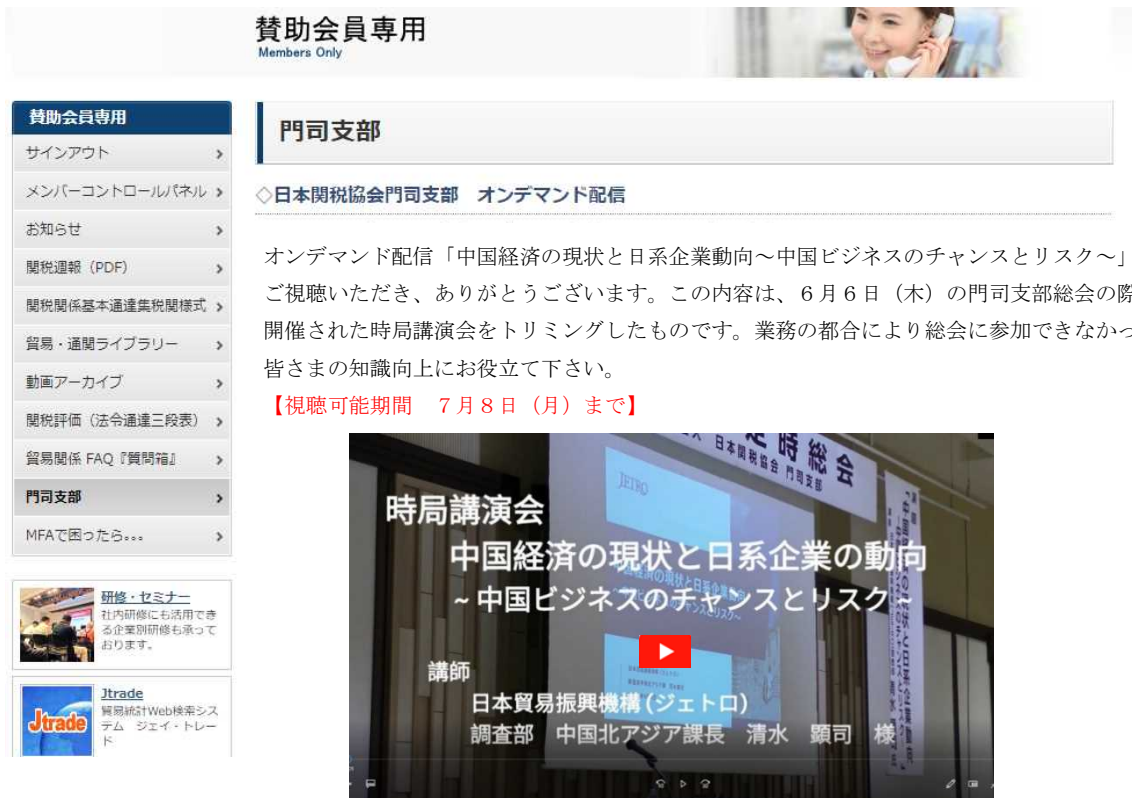 賛助会員専用
Members Only
賛助会員専用
サインアウト
メンバーコントロールパネル
お知らせ
関税週報（PDF）
関税関係基本通達集税関様式
貿易・通関ライブラリー
動画アーカイブ
関税評価（法令通達三段表）
貿易関係 FAQ『質問箱』
門司支部
MFAで困ったら。。。
研修・セミナー
社内研修にも活用でき
る企業別研修も承って
おります。
Jtrade
Jtrade
貿易統計Web検索シス
テム　ジェイ・トレー
ド
門司支部
◇日本関税協会門司支部　オンデマンド配信
オンデマンド配信「中国経済の現状と日系企業動向～中国ビジネスのチャンスとリスク～」
ご視聴いただき、ありがとうございます。この内容は、６月６日（木）の門司支部総会の際
開催された時局講演会をトリミングしたものです。業務の都合により総会に参加できなかっ
皆さまの知識向上にお役立て下さい。
【視聴可能期間　７月８日（月）まで】
定時総会
日本関税協会 門司支部
JETRO
時局講演会
中国経済の現状と日系企業の動向
~中国ビジネスのチャンスとリスク~
講師
日本貿易振興機構(ジェトロ)
調査部　中国北アジア課長　清水　顕司　様